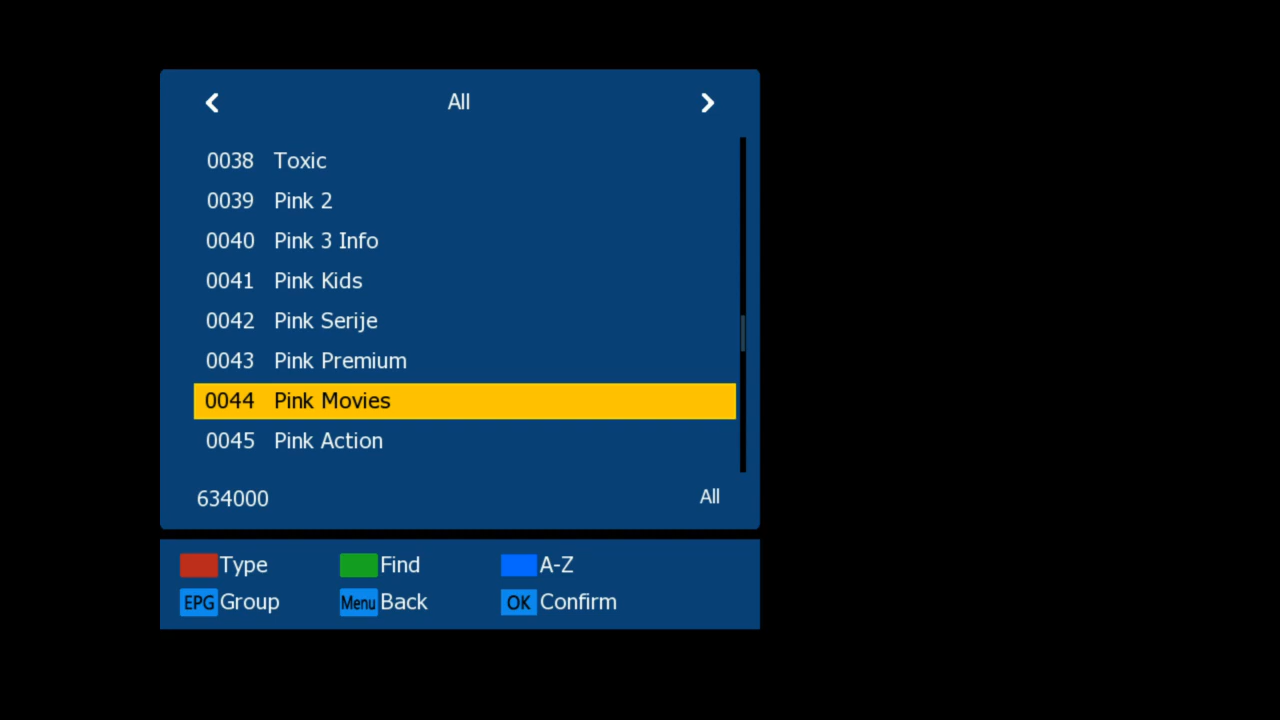 All
0038 Toxic
0039 Pink 2
0040 Pink 3 Info
0041 Pink Kids
0042 Pink Serije
0043 Pink Premium
0044 Pink Movies
0045 Pink Action
634000 All
Type Find A-Z
EPG Group Menu Back OK Confirm